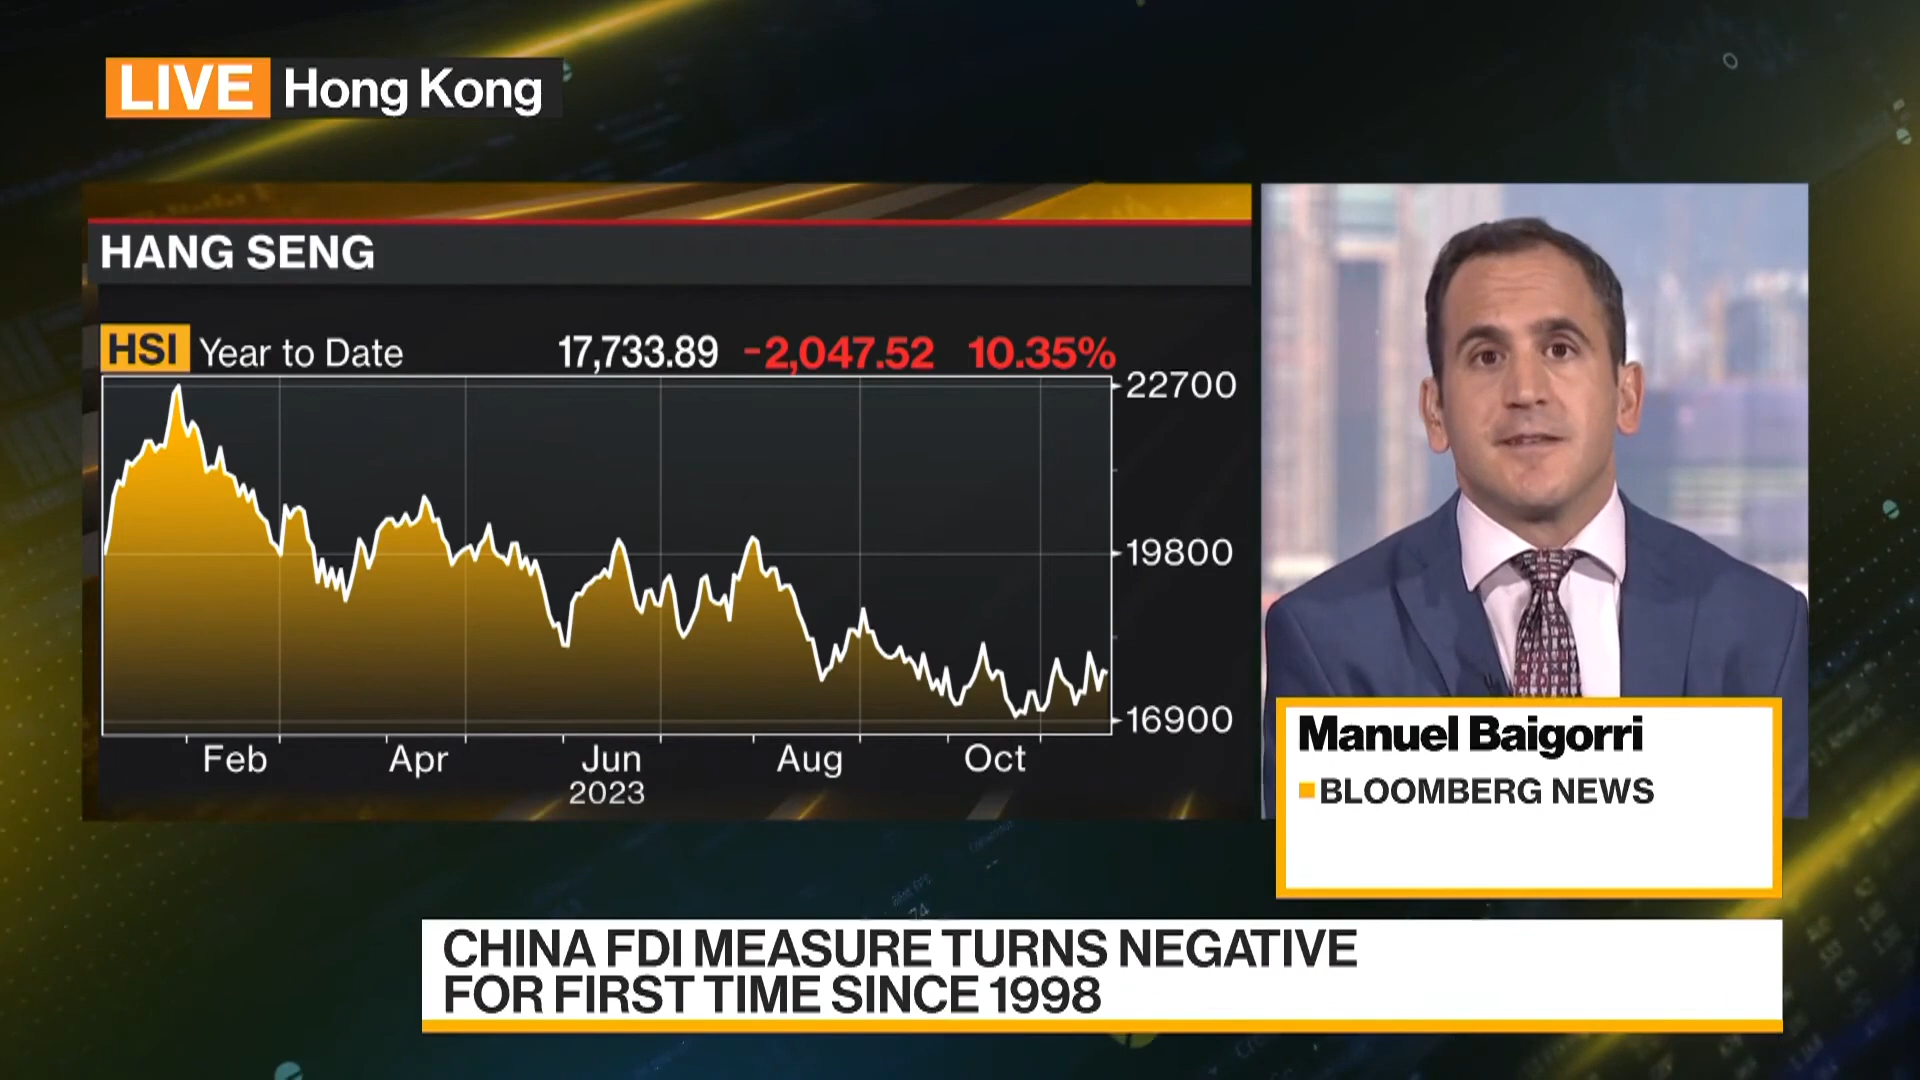 LIVE Hong Kong
HANG SENG
HSI Year to Date 17,733.89 -2,047.52 10.35%
22700
19800
16900
Feb Apr Jun Aug Oct
2023
Manuel Baigorri
BLOOMBERG NEWS
CHINA FDI MEASURE TURNS NEGATIVE
FOR FIRST TIME SINCE 1998